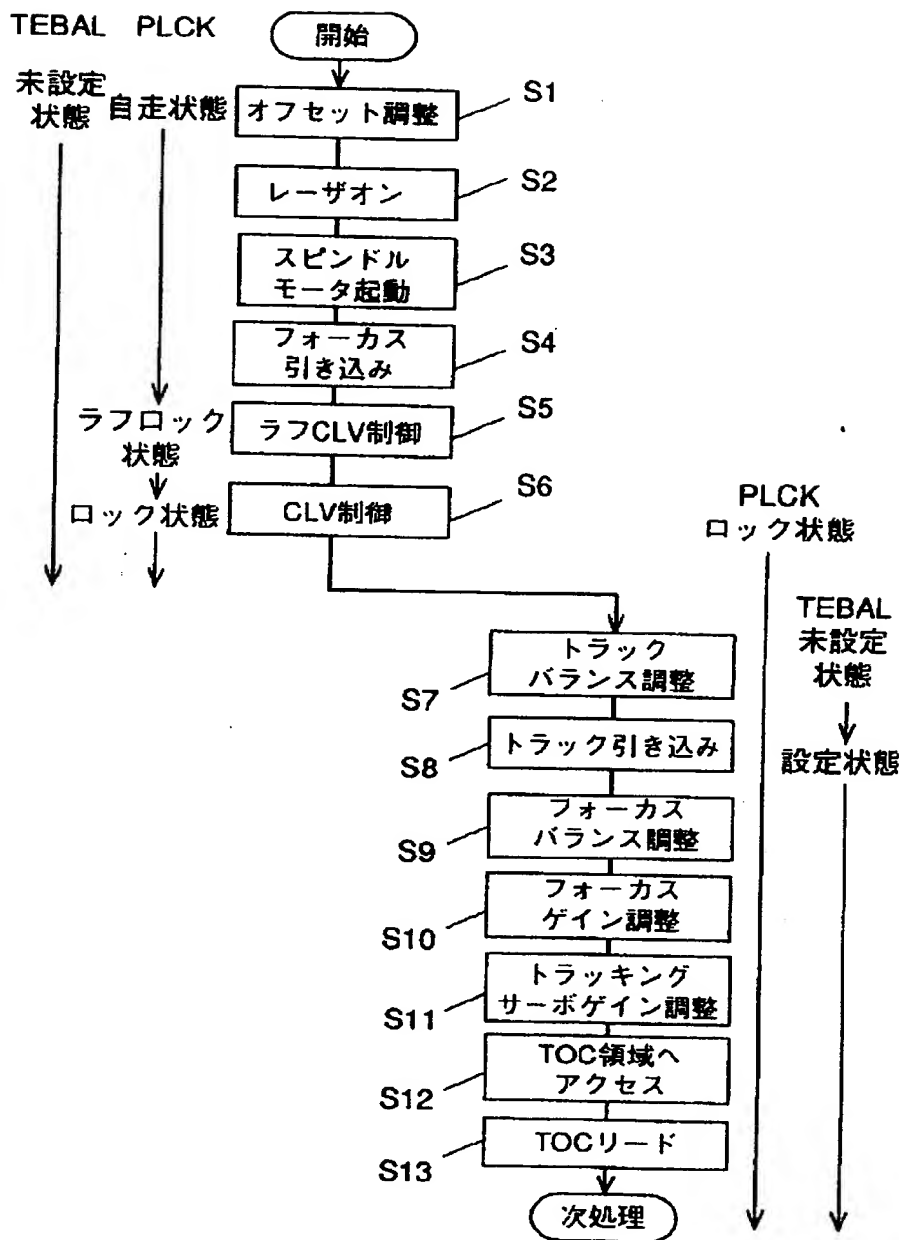 TEBAL PLCK
開始
未設定
状態
自走状態
オフセット調整
S1
レーザオン
S2
スピンドル
モータ起動
S3
フォーカス
引き込み
S4
ラフロック
状態
ラフCLV制御
S5
ロック状態
CLV制御
S6
PLCK
ロック状態
TEBAL
未設定
状態
設定状態
トラック
バランス調整
S7
トラック引き込み
S8
フォーカス
バランス調整
S9
フォーカス
ゲイン調整
S10
トラッキング
サーボゲイン調整
S11
TOC領域へ
アクセス
S12
TOCリード
S13
次処理